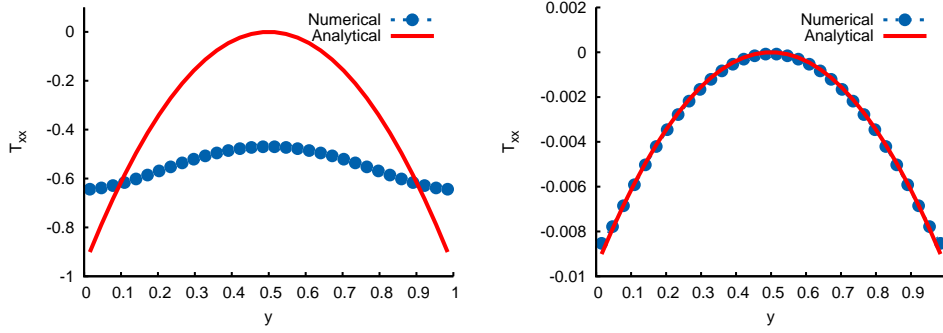 Numerical
Analytical
0
-0.2
-0.4
-0.6
-0.8
-1
T_xx
0 0.1 0.2 0.3 0.4 0.5 0.6 0.7 0.8 0.9 1
y
Numerical
Analytical
0.002
0
-0.002
-0.004
-0.006
-0.008
-0.01
T_xx
0 0.1 0.2 0.3 0.4 0.5 0.6 0.7 0.8 0.9
y